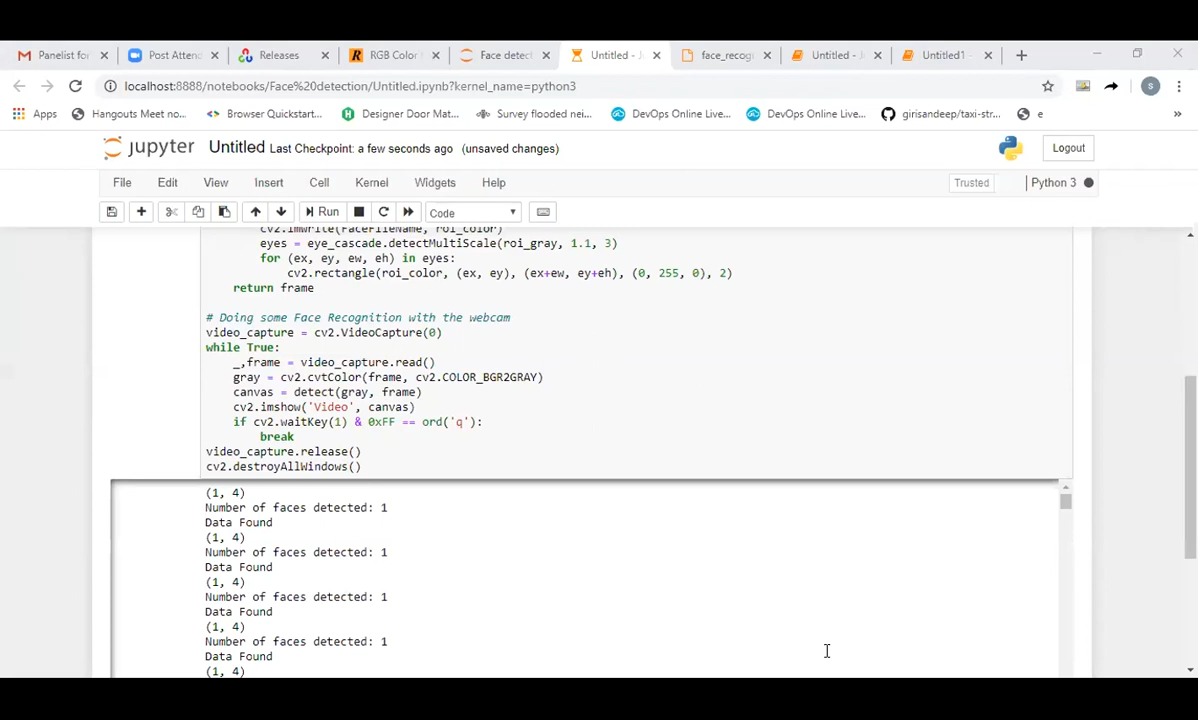 Panelist for
Post Attend
Releases
RGB Color
Face detect
Untitled - J
face_recog
Untitled - J
Untitled1 -
localhost:8888/notebooks/Face%20detection/Untitled.ipynb?kernel_name=python3
S
Apps
Hangouts Meet no...
Browser Quickstart...
Designer Door Mat...
Survey flooded nei...
DevOps Online Live...
DevOps Online Live...
girisandeep/taxi-str...
e
»
jupyter Untitled Last Checkpoint: a few seconds ago (unsaved changes)
Logout
File Edit View Insert Cell Kernel Widgets Help
Trusted
Python 3
Run
Code
cv2.imwrite(FaceFileName, roi_color)
eyes = eye_cascade.detectMultiScale(roi_gray, 1.1, 3)
for (ex, ey, ew, eh) in eyes:
cv2.rectangle(roi_color, (ex, ey), (ex+ew, ey+eh), (0, 255, 0), 2)
return frame
# Doing some Face Recognition with the webcam
video_capture = cv2.VideoCapture(0)
while True:
_,frame = video_capture.read()
gray = cv2.cvtColor(frame, cv2.COLOR_BGR2GRAY)
canvas = detect(gray, frame)
cv2.imshow('Video', canvas)
if cv2.waitKey(1) & 0xFF == ord('q'):
break
video_capture.release()
cv2.destroyAllWindows()
(1, 4)
Number of faces detected: 1
Data Found
(1, 4)
Number of faces detected: 1
Data Found
(1, 4)
Number of faces detected: 1
Data Found
(1, 4)
Number of faces detected: 1
Data Found
(1, 4)